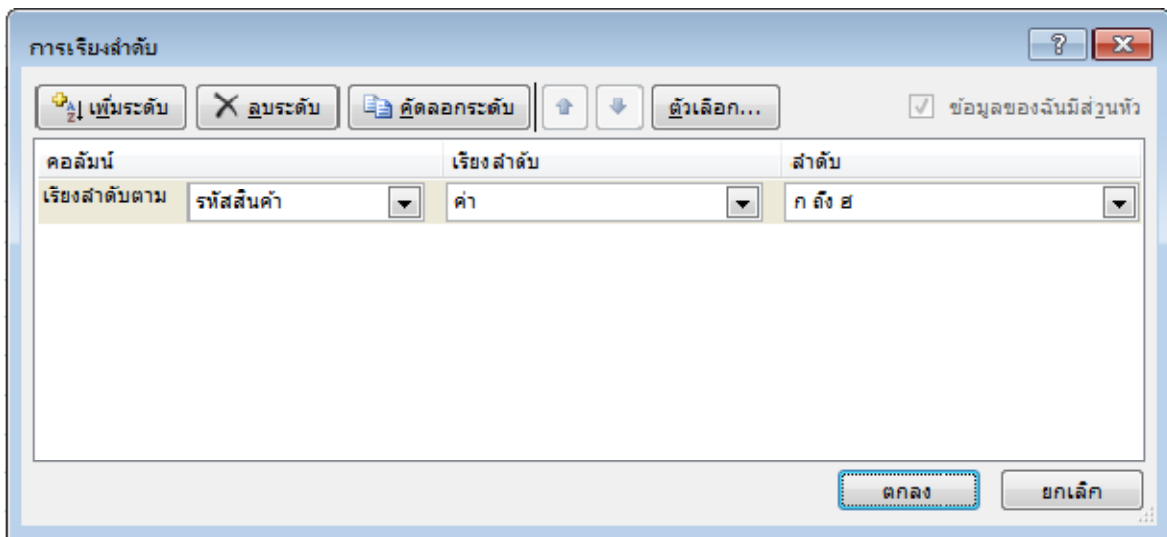 การเรียงลำดับ
เพิ่มระดับ ลบระดับ คัดลอกระดับ ตัวเลือก... ข้อมูลของฉันมีส่วนหัว
คอลัมน์ เรียงลำดับ ลำดับ
เรียงลำดับตาม รหัสสินค้า ค่า ก ถึง ฮ
ตกลง ยกเลิก